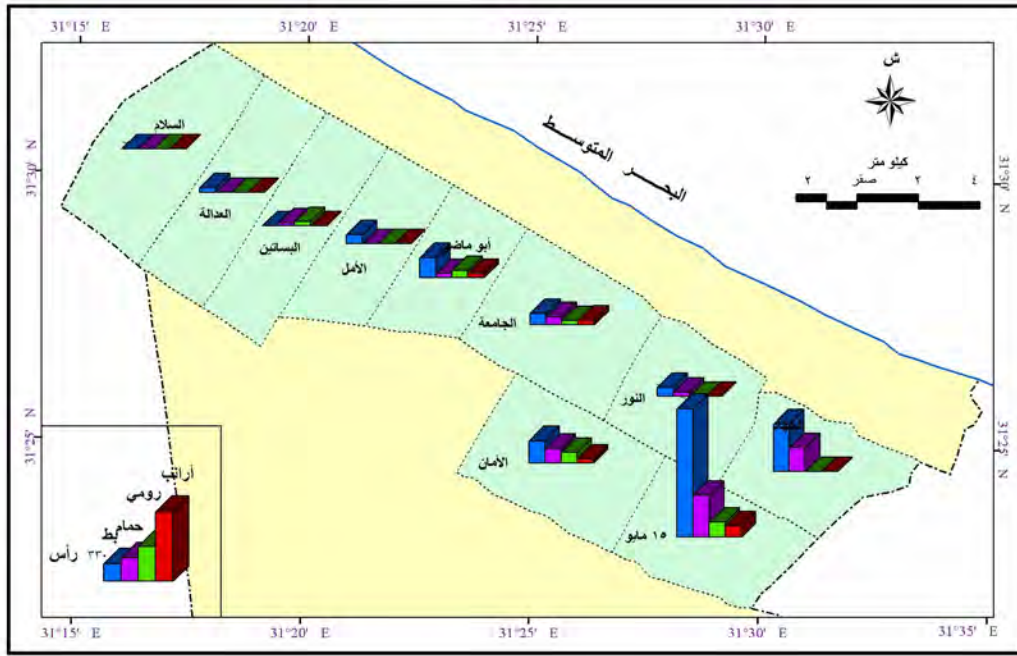 31°15' E
31°20' E
31°25' E
31°30' E
ش
البحـــر المتوســـط
كيلو متر
٢ صفر ٢ ٤
31°30' N
31°30' N
السلام
العدالة
البساتين
الأمل
أبو ماضي
الجامعة
النور
31°25' N
31°25' N
الأمان
١٥ مايو
أرانب
رومي
حمام
بط
٣٣٠ رأس
31°15' E
31°20' E
31°25' E
31°30' E
31°35' E